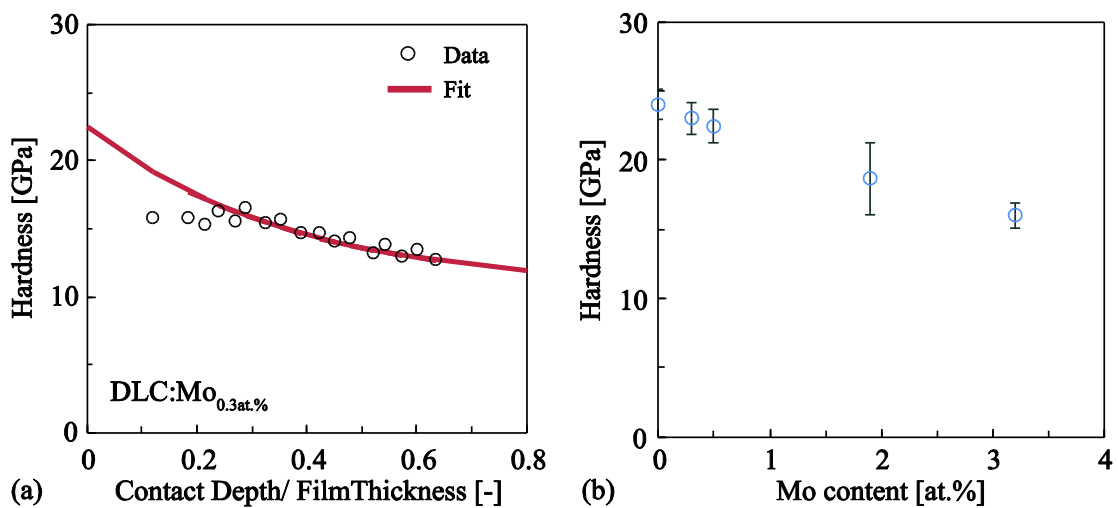 30
20
10
0
Hardness [GPa]
Data
Fit
DLC:Mo0.3at.%
0 0.2 0.4 0.6 0.8
(a) Contact Depth/ FilmThickness [-]
30
20
10
0
Hardness [GPa]
0 1 2 3 4
(b) Mo content [at.%]